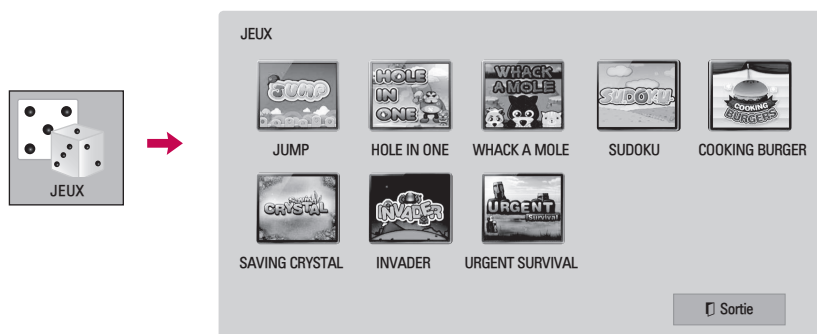 JEUX
JEUX
JUMP
HOLE
IN
ONE
WHACK
A MOLE
SUDOKU
COOKING
BURGERS
JUMP
HOLE IN ONE
WHACK A MOLE
SUDOKU
COOKING BURGER
CRYSTAL
INVADER
URGENT
Survival
SAVING CRYSTAL
INVADER
URGENT SURVIVAL
Sortie